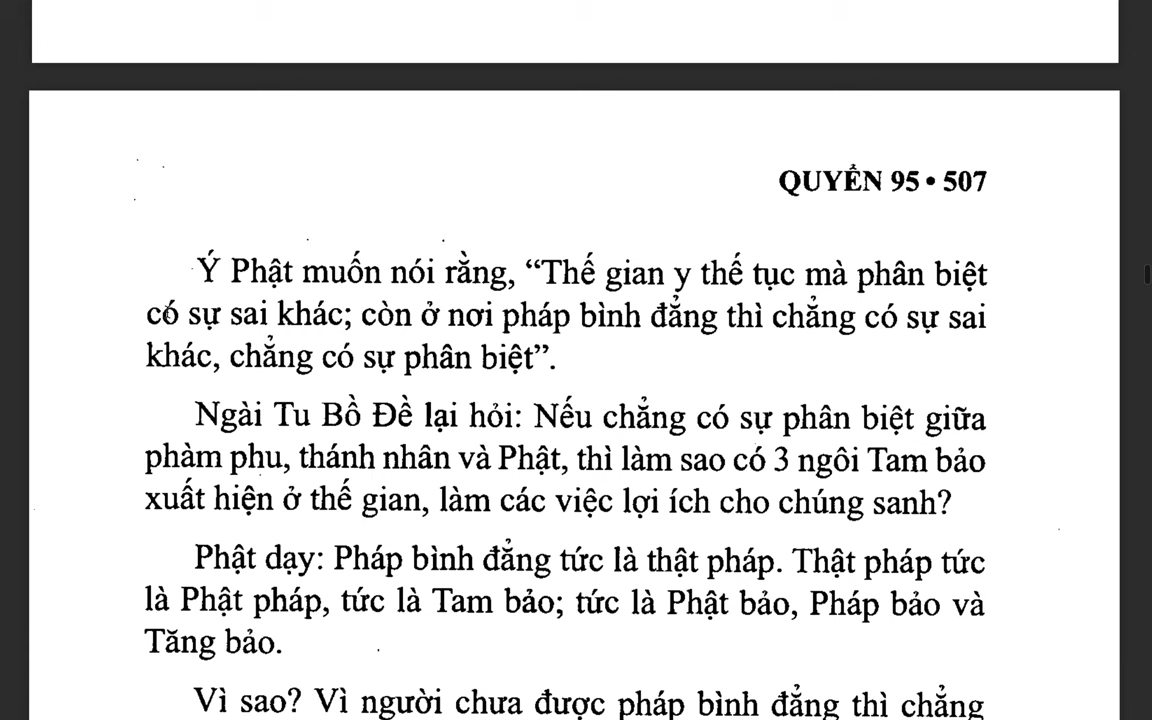 QUYỂN 95 • 507
Ý Phật muốn nói rằng, “Thế gian y thế tục mà phân biệt
có sự sai khác; còn ở nơi pháp bình đẳng thì chẳng có sự sai
khác, chẳng có sự phân biệt”.
Ngài Tu Bồ Đề lại hỏi: Nếu chẳng có sự phân biệt giữa
phàm phu, thánh nhân và Phật, thì làm sao có 3 ngôi Tam bảo
xuất hiện ở thế gian, làm các việc lợi ích cho chúng sanh?
Phật dạy: Pháp bình đẳng tức là thật pháp. Thật pháp tức
là Phật pháp, tức là Tam bảo; tức là Phật bảo, Pháp bảo và
Tăng bảo.
Vì sao? Vì người chưa được pháp bình đẳng thì chẳng